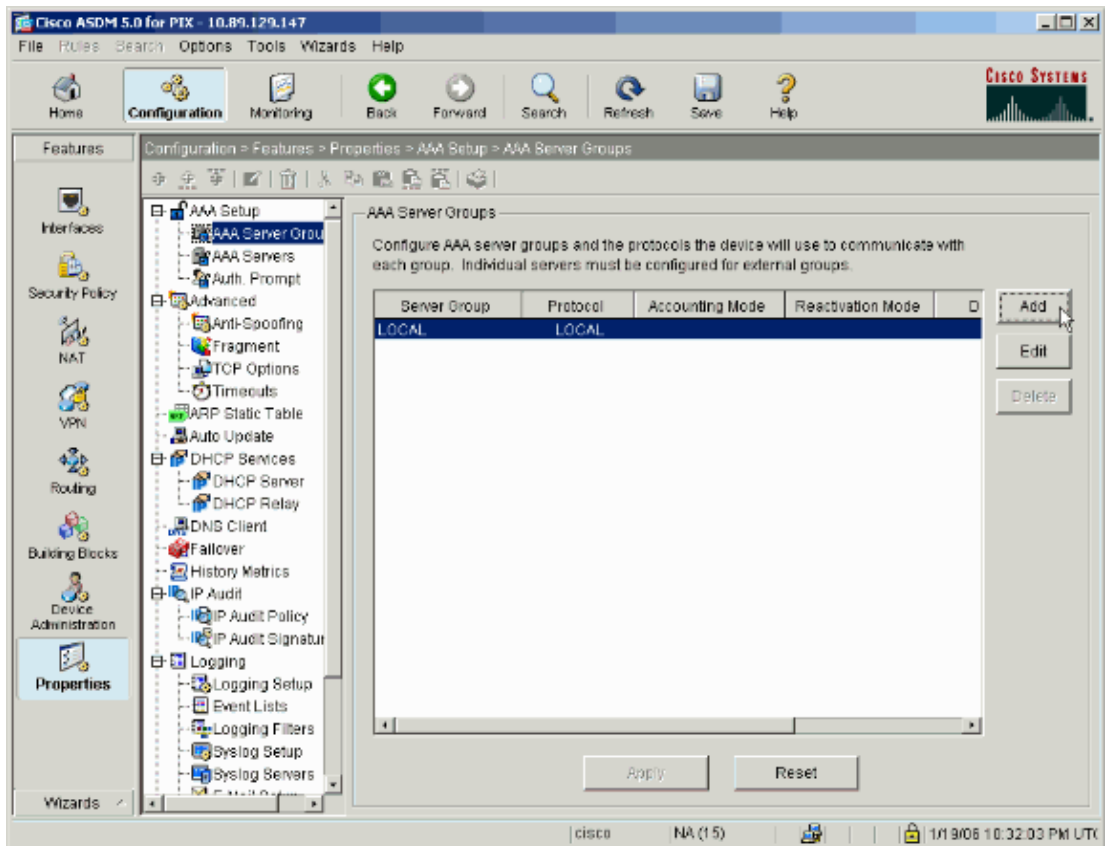 Cisco ASDM 5.0 for PIX - 10.89.129.147
File Rules Search Options Tools Wizards Help
Home Configuration Monitoring Back Forward Search Refresh Save Help
CISCO SYSTEMS
Features
Configuration > Features > Properties > AAA Setup > AAA Server Groups
Interfaces
Security Policy
NAT
VPN
Routing
Building Blocks
Device
Administration
Properties
Wizards
AAA Setup
AAA Server Grou
AAA Servers
Auth. Prompt
Advanced
Anti-Spoofing
Fragment
TCP Options
Timeouts
ARP Static Table
Auto Update
DHCP Services
DHCP Server
DHCP Relay
DNS Client
Failover
History Metrics
IP Audit
IP Audit Policy
IP Audit Signatur
Logging
Logging Setup
Event Lists
Logging Filters
Syslog Setup
Syslog Servers
AAA Server Groups
Configure AAA server groups and the protocols the device will use to communicate with
each group. Individual servers must be configured for external groups.
Server Group Protocol Accounting Mode Reactivation Mode D
LOCAL LOCAL
Add
Edit
Delete
Apply Reset
cisco NA (15) 1/19/06 10:32:03 PM UTC